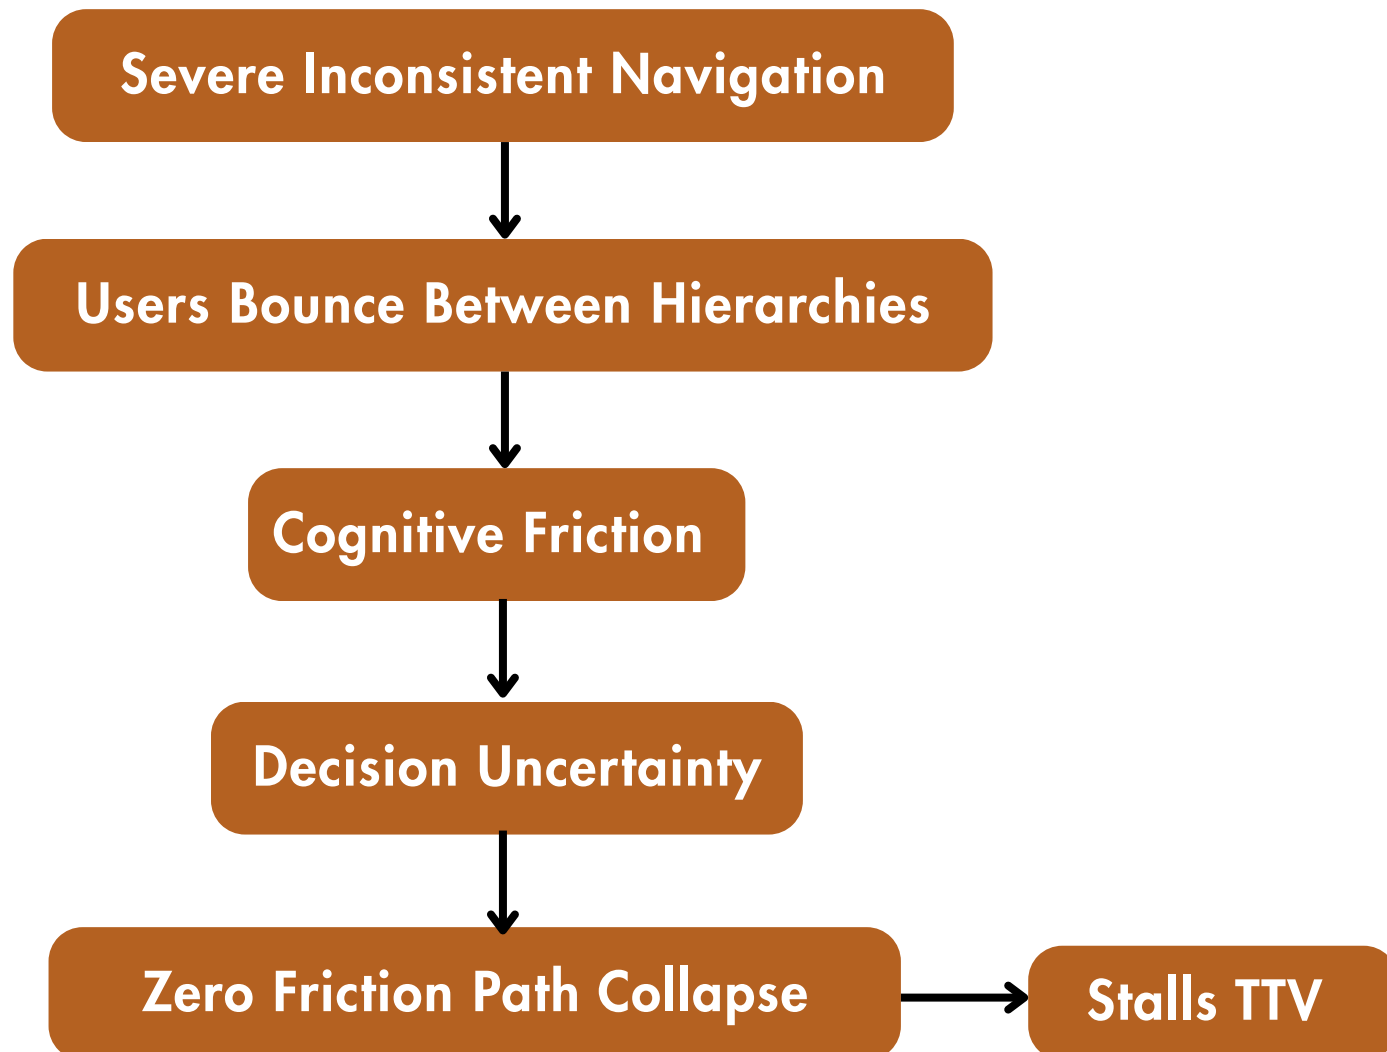 Severe Inconsistent Navigation
Users Bounce Between Hierarchies
Cognitive Friction
Decision Uncertainty
Zero Friction Path Collapse
Stalls TTV